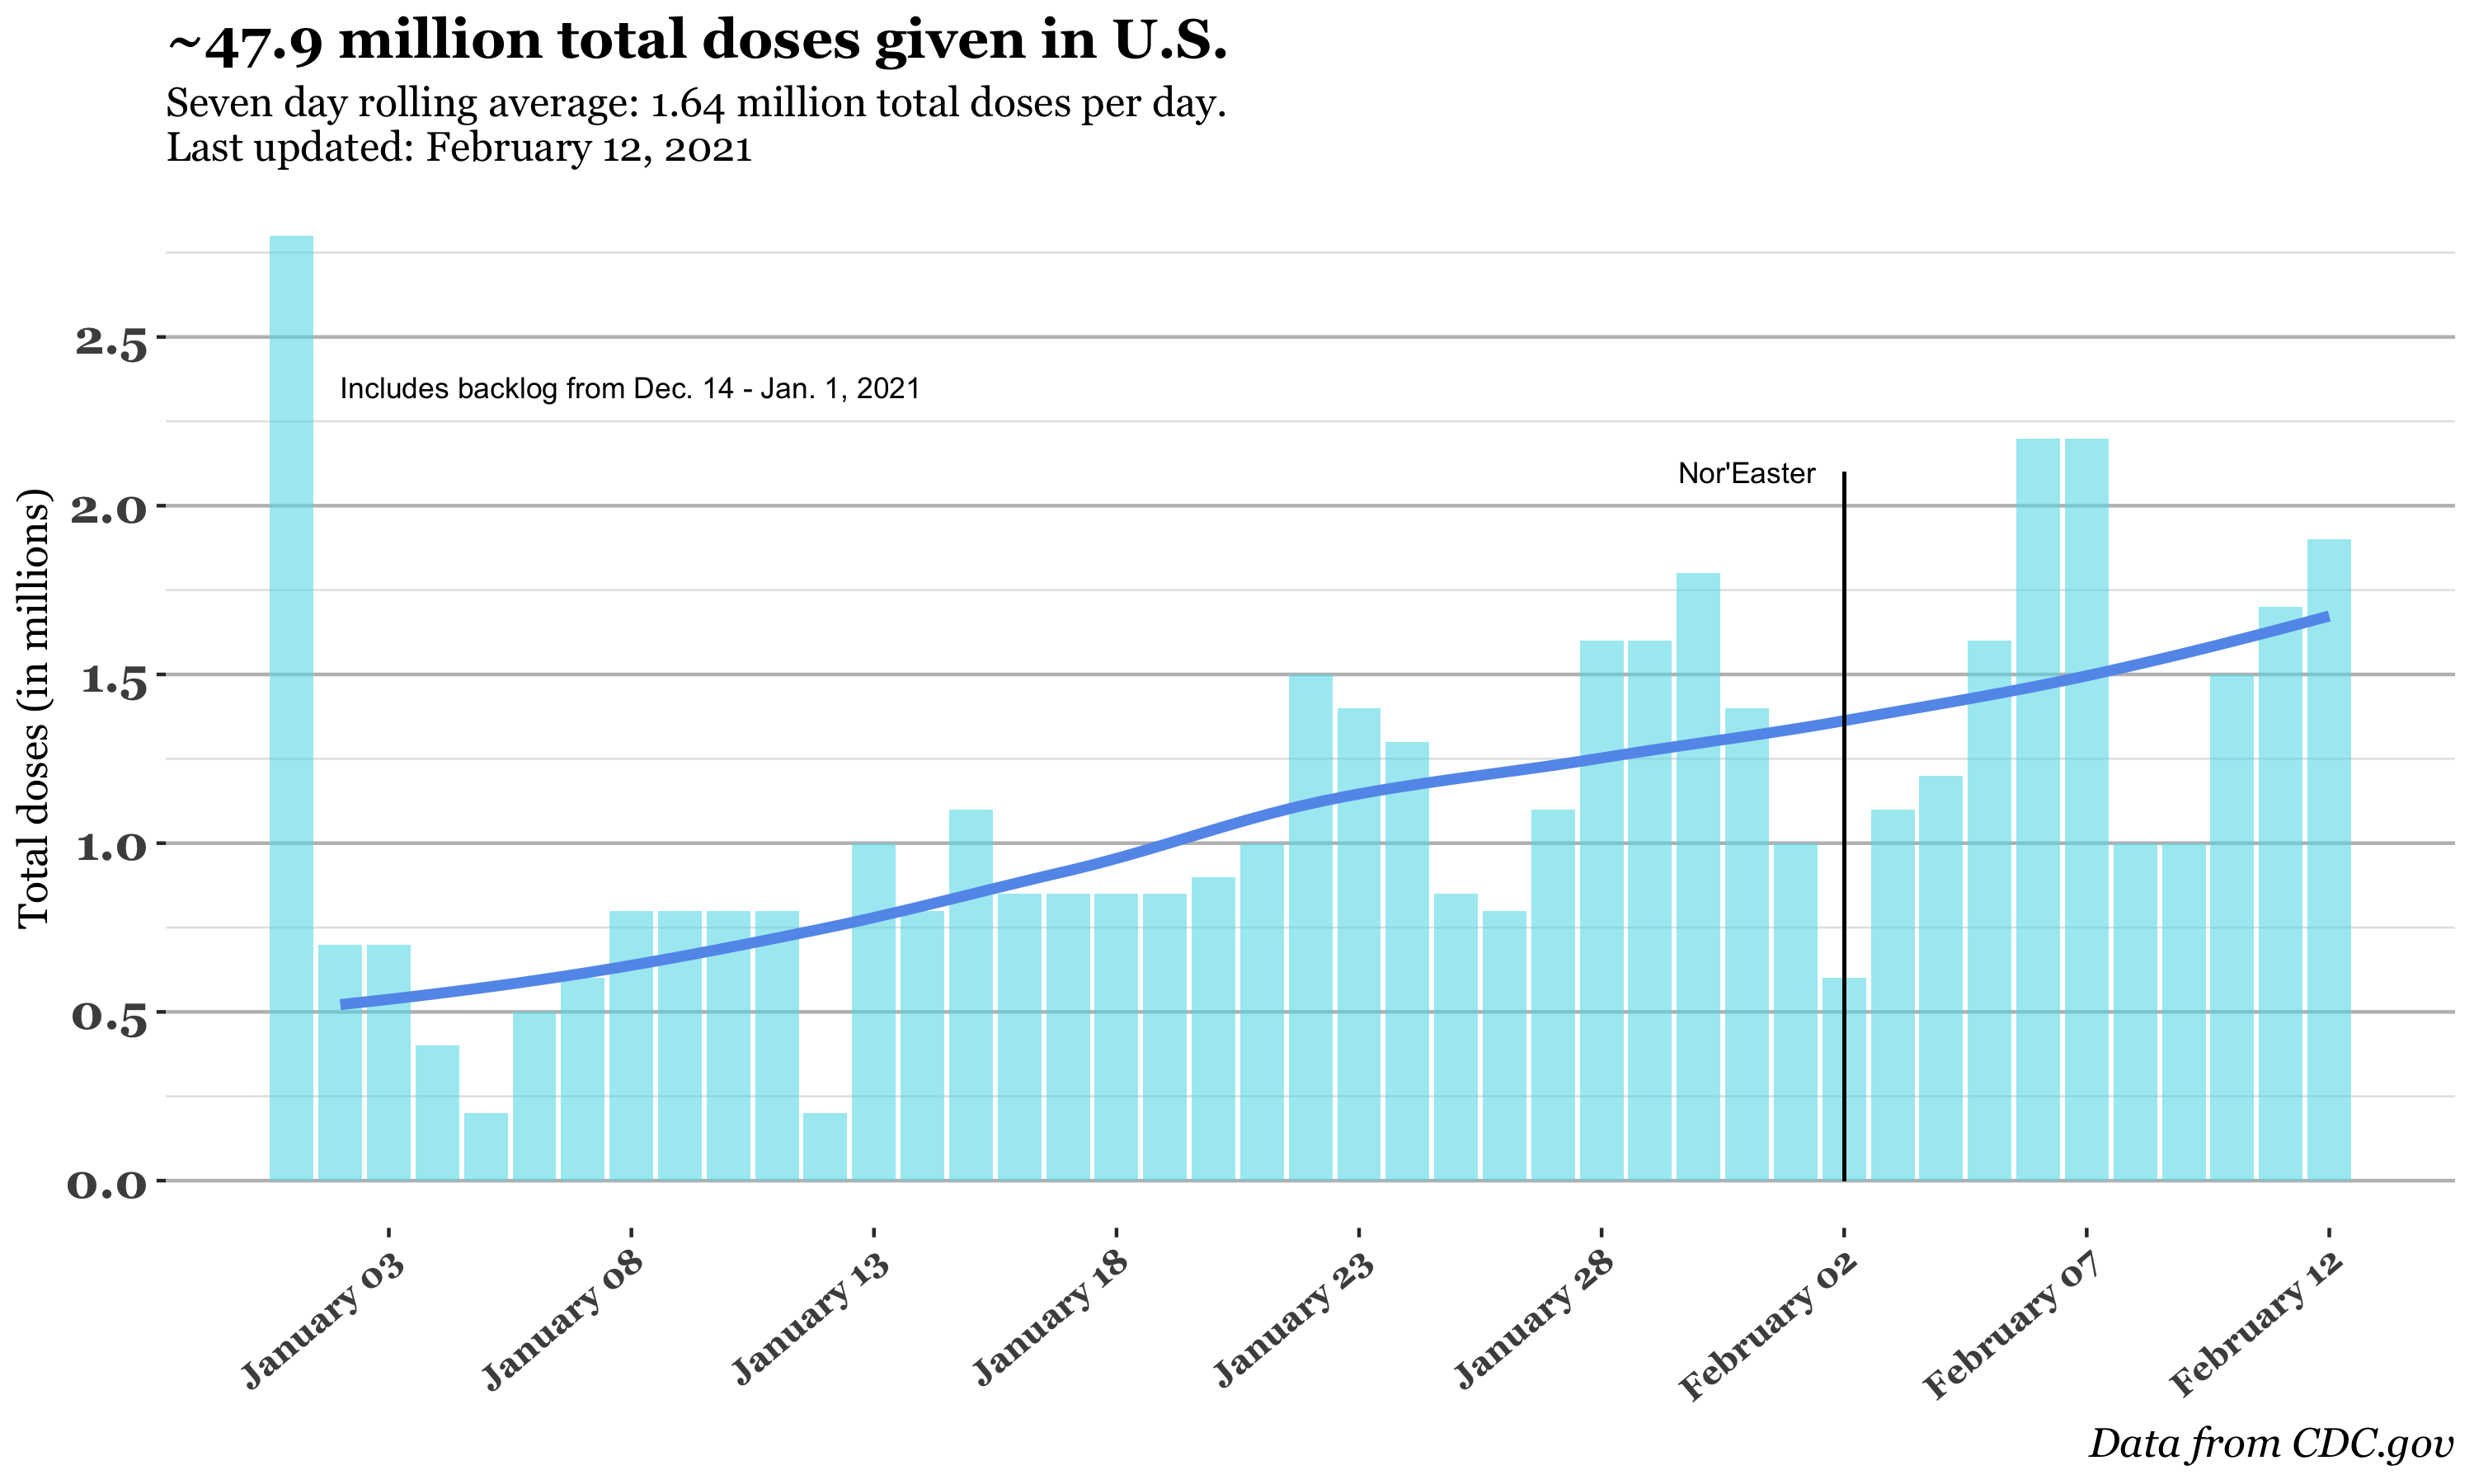 ~47.9 million total doses given in U.S.
Seven day rolling average: 1.64 million total doses per day.
Last updated: February 12, 2021
2.5
Includes backlog from Dec. 14 - Jan. 1, 2021
Nor'Easter
2.0
1.5
1.0
0.5
0.0
Total doses (in millions)
January 03
January 08
January 13
January 18
January 23
January 28
February 02
February 07
February 12
Data from CDC.gov